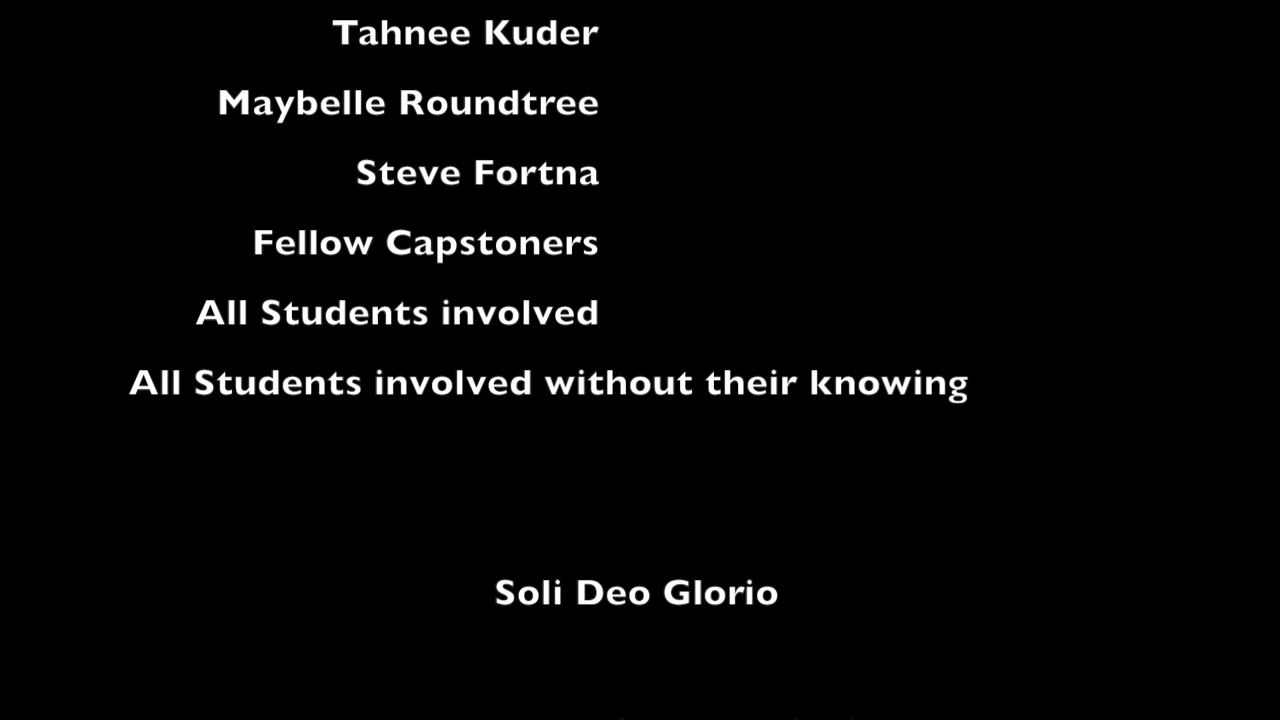 Tahnee Kuder
Maybelle Roundtree
Steve Fortna
Fellow Capstoners
All Students involved
All Students involved without their knowing
Soli Deo Glorio